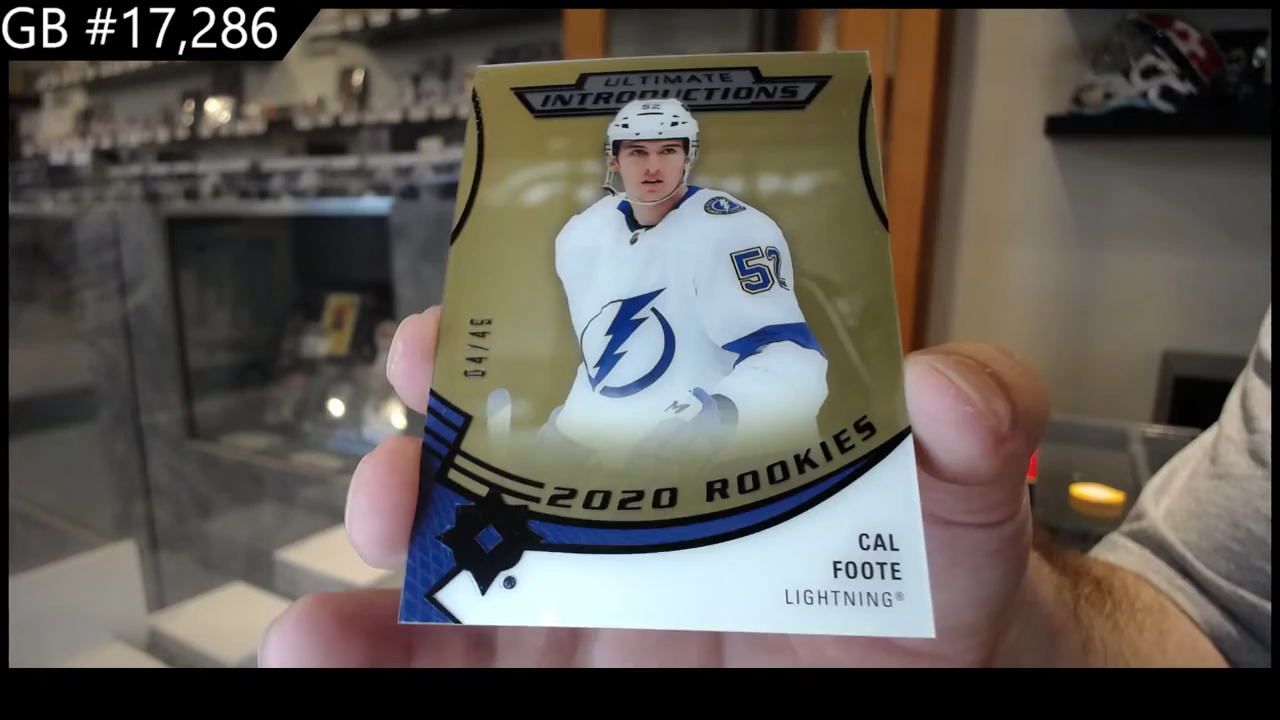 GB #17,286
ULTIMATE
INTRODUCTIONS
52
52
04/49
2020 ROOKIES
CAL
FOOTE
LIGHTNING®